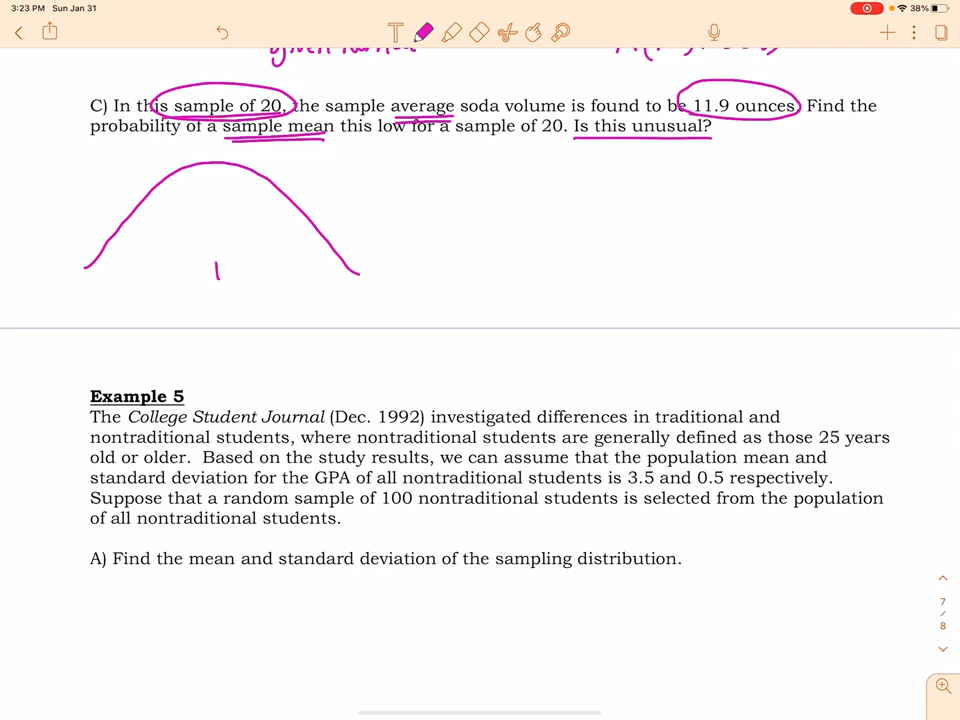 3:23 PM Sun Jan 31
38%
T
C) In this sample of 20, the sample average soda volume is found to be 11.9 ounces. Find the
probability of a sample mean this low for a sample of 20. Is this unusual?
Example 5
The College Student Journal (Dec. 1992) investigated differences in traditional and
nontraditional students, where nontraditional students are generally defined as those 25 years
old or older. Based on the study results, we can assume that the population mean and
standard deviation for the GPA of all nontraditional students is 3.5 and 0.5 respectively.
Suppose that a random sample of 100 nontraditional students is selected from the population
of all nontraditional students.
A) Find the mean and standard deviation of the sampling distribution.
7
/
8